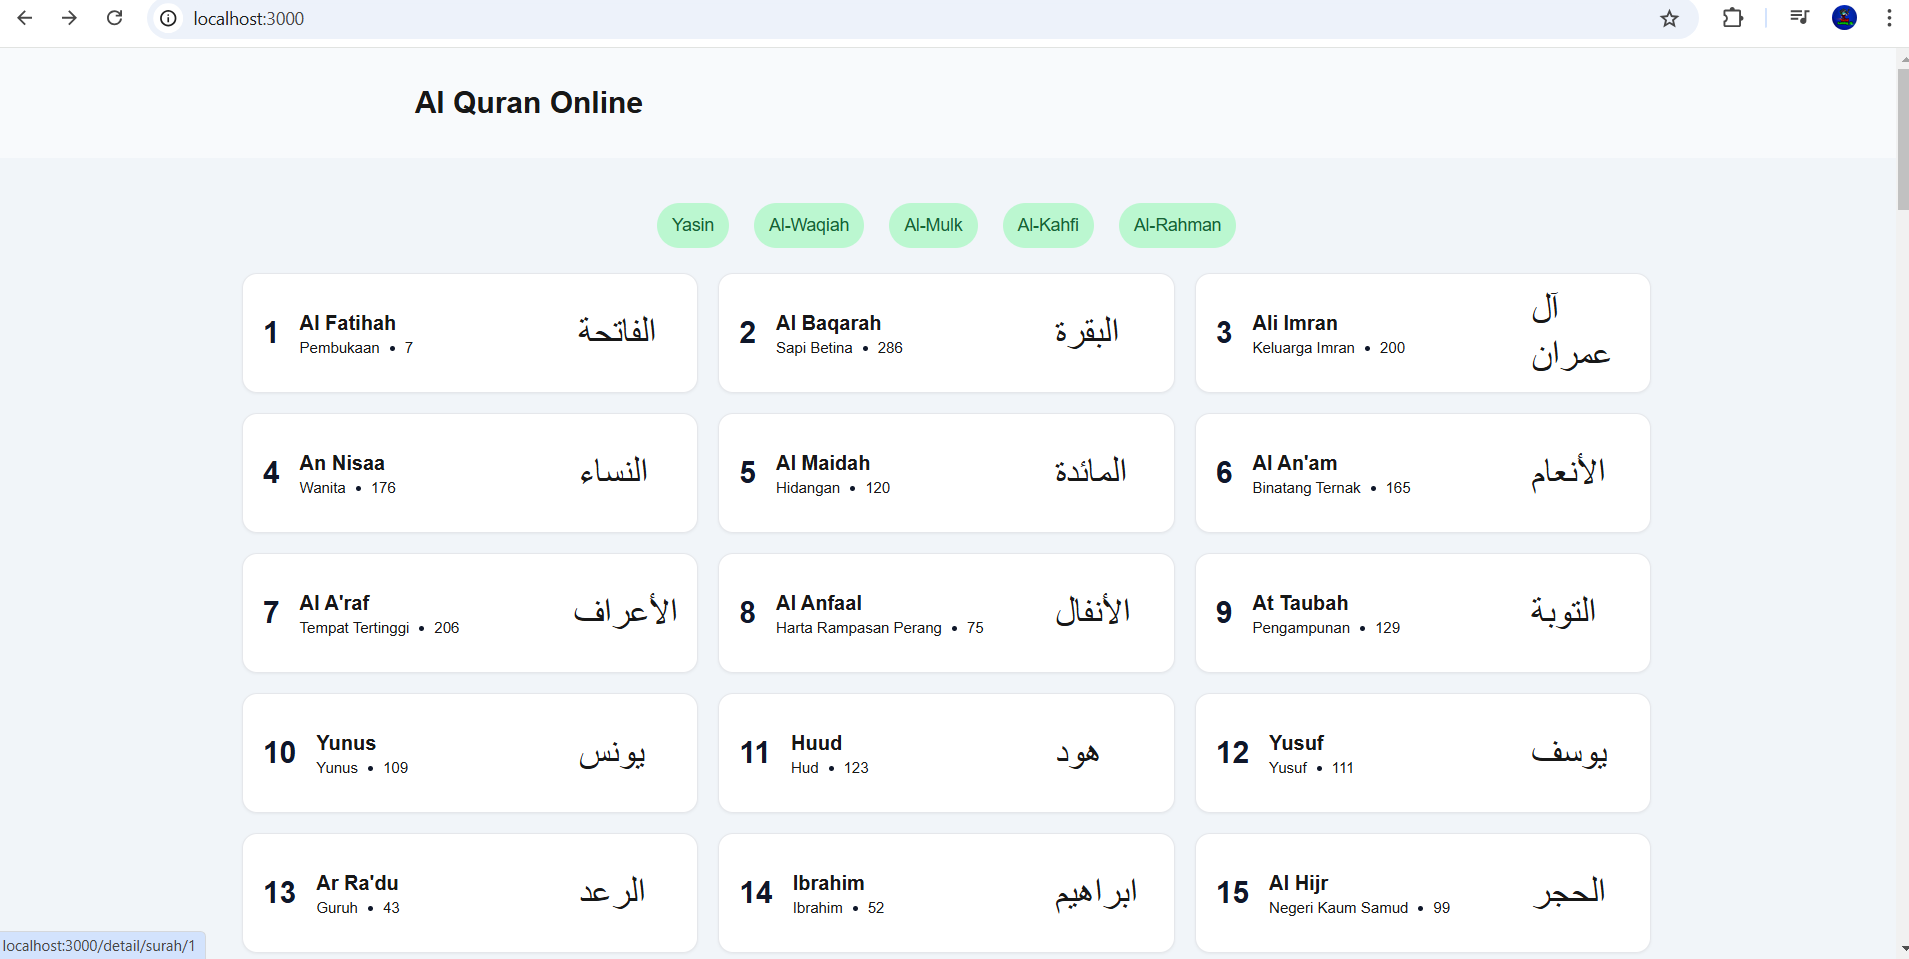 localhost:3000
Al Quran Online
Yasin
Al-Waqiah
Al-Mulk
Al-Kahfi
Al-Rahman
1
Al Fatihah
Pembukaan • 7
الفاتحة
2
Al Baqarah
Sapi Betina • 286
البقرة
3
Ali Imran
Keluarga Imran • 200
آل
عمران
4
An Nisaa
Wanita • 176
النساء
5
Al Maidah
Hidangan • 120
المائدة
6
Al An'am
Binatang Ternak • 165
الأنعام
7
Al A'raf
Tempat Tertinggi • 206
الأعراف
8
Al Anfaal
Harta Rampasan Perang • 75
الأنفال
9
At Taubah
Pengampunan • 129
التوبة
10
Yunus
Yunus • 109
يونس
11
Huud
Hud • 123
هود
12
Yusuf
Yusuf • 111
يوسف
13
Ar Ra'du
Guruh • 43
الرعد
14
Ibrahim
Ibrahim • 52
ابراهيم
15
Al Hijr
Negeri Kaum Samud • 99
الحجر
localhost:3000/detail/surah/1